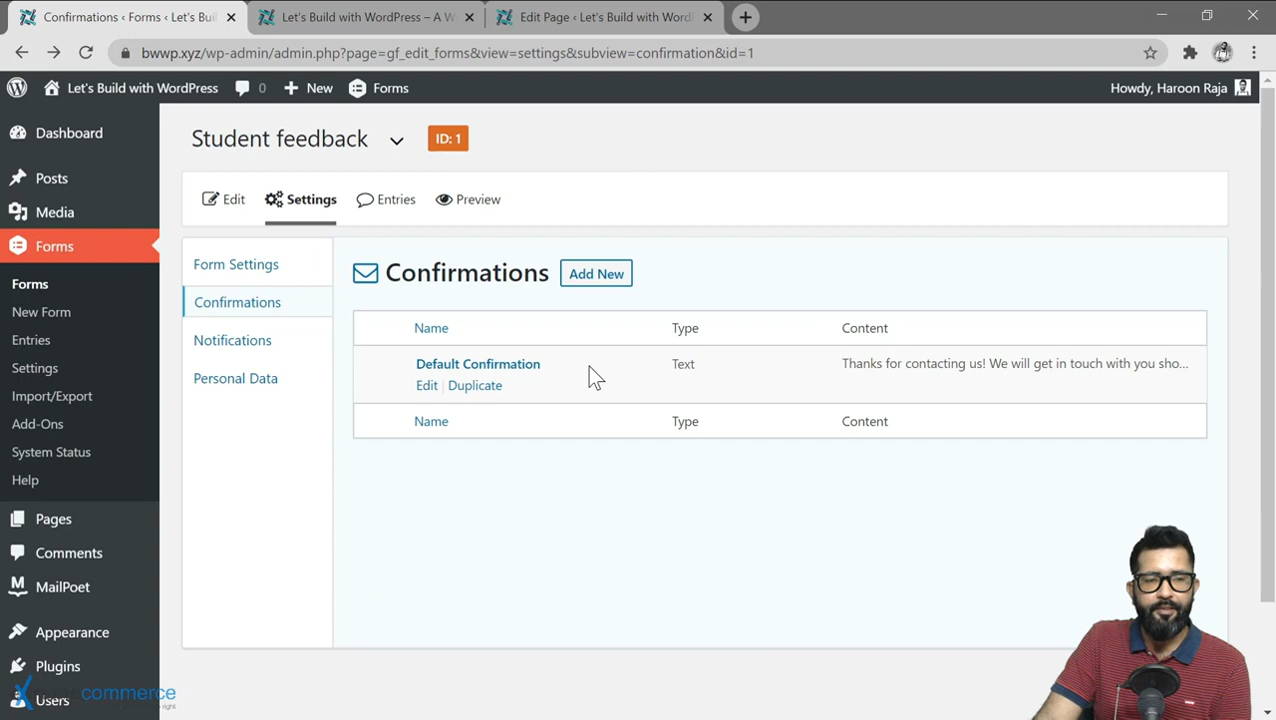 Confirmations ‹ Forms ‹ Let's Bui
Let's Build with WordPress – A W
Edit Page ‹ Let's Build with Word
bwwp.xyz/wp-admin/admin.php?page=gf_edit_forms&view=settings&subview=confirmation&id=1
Let's Build with WordPress 0 New Forms Howdy, Haroon Raja
Dashboard
Posts
Media
Forms
Forms
New Form
Entries
Settings
Import/Export
Add-Ons
System Status
Help
Pages
Comments
MailPoet
Appearance
Plugins
Users
commerce
right
Student feedback ID: 1
Edit Settings Entries Preview
Form Settings
Confirmations
Notifications
Personal Data
Confirmations Add New
Name Type Content
Default Confirmation Text Thanks for contacting us! We will get in touch with you sho...
Edit | Duplicate
Name Type Content